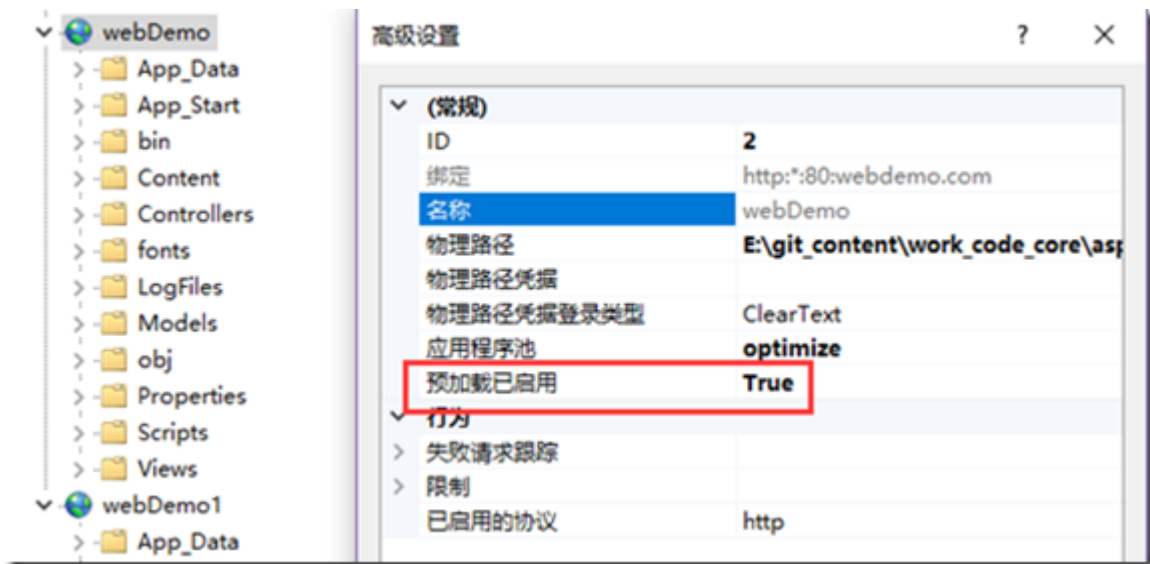 webDemo
App_Data
App_Start
bin
Content
Controllers
fonts
LogFiles
Models
obj
Properties
Scripts
Views
webDemo1
App_Data
高级设置 ? ×
(常规)
ID 2
绑定 http:*:80:webdemo.com
名称 webDemo
物理路径 E:\git_content\work_code_core\asp
物理路径凭据
物理路径凭据登录类型 ClearText
应用程序池 optimize
预加载已启用 True
行为
失败请求跟踪
限制
已启用的协议 http